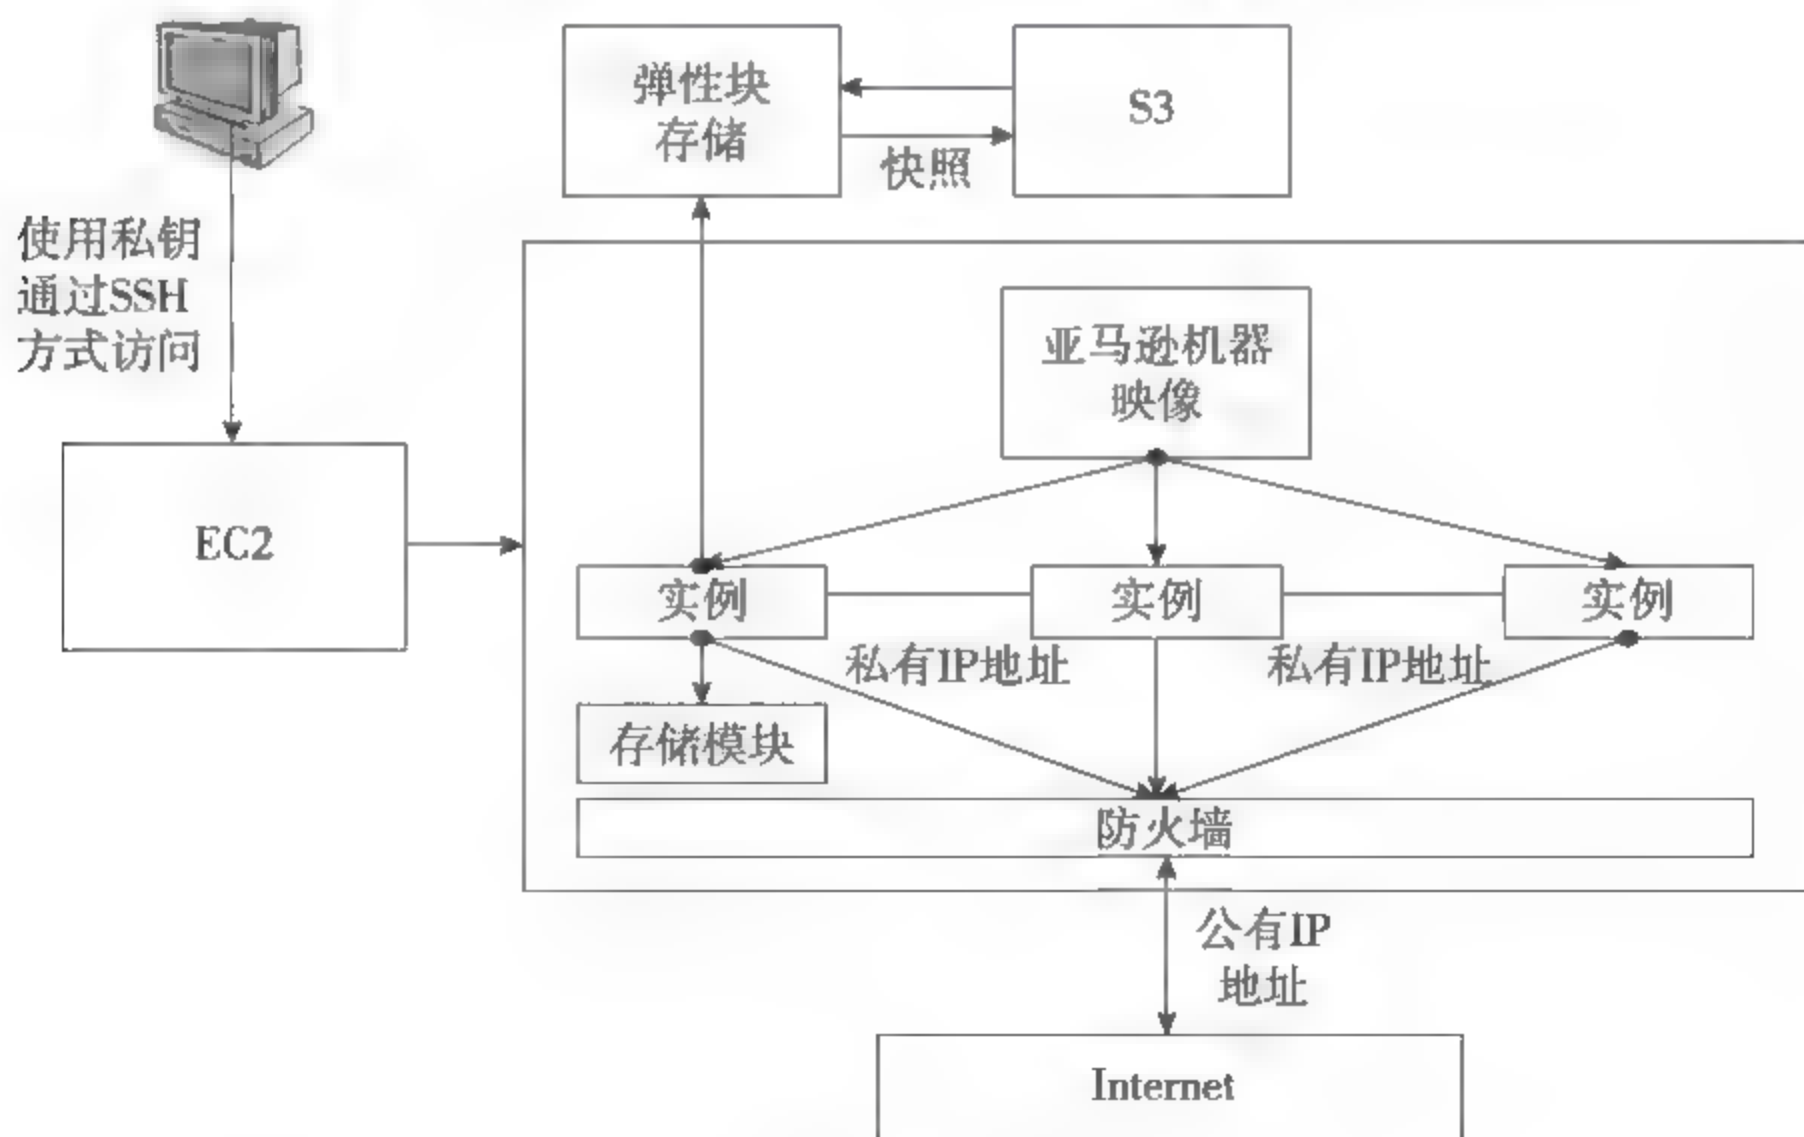 弹性块
存储
S3
快照
使用私钥
通过SSH
方式访问
亚马逊机器
映像
EC2
实例
实例
实例
私有IP地址
私有IP地址
存储模块
防火墙
公有IP
地址
Internet